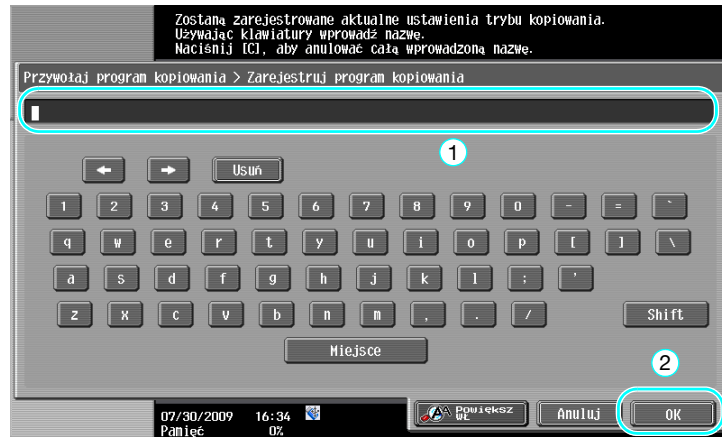 Zostaną zarejestrowane aktualne ustawienia trybu kopiowania.
Używając klawiatury wprowadź nazwę.
Naciśnij [C], aby anulować całą wprowadzoną nazwę.
Przywołaj program kopiowania > Zarejestruj program kopiowania
1
← → Usuń
1 2 3 4 5 6 7 8 9 0 - = `
q w e r t y u i o p [ ] \
a s d f g h j k l ; '
z x c v b n m , . / Shift
Miejsce
2
Powiększ WŁ Anuluj OK
07/30/2009 16:34
Pamięć 0%